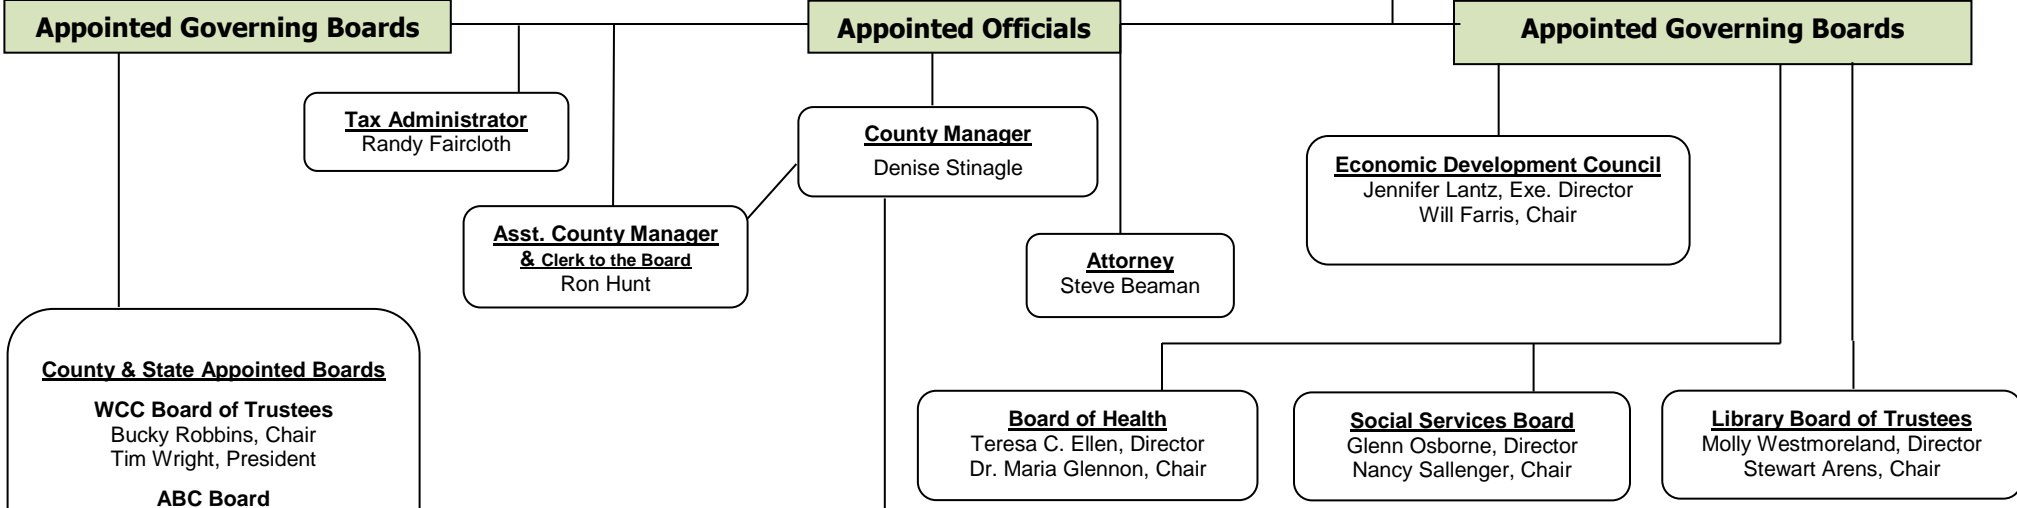 Appointed Governing Boards
Appointed Officials
Appointed Governing Boards
Tax Administrator
Randy Faircloth
County Manager
Denise Stinagle
Economic Development Council
Jennifer Lantz, Exe. Director
Will Farris, Chair
Asst. County Manager
& Clerk to the Board
Ron Hunt
Attorney
Steve Beaman
County & State Appointed Boards
WCC Board of Trustees
Bucky Robbins, Chair
Tim Wright, President
ABC Board
Board of Health
Teresa C. Ellen, Director
Dr. Maria Glennon, Chair
Social Services Board
Glenn Osborne, Director
Nancy Sallenger, Chair
Library Board of Trustees
Molly Westmoreland, Director
Stewart Arens, Chair